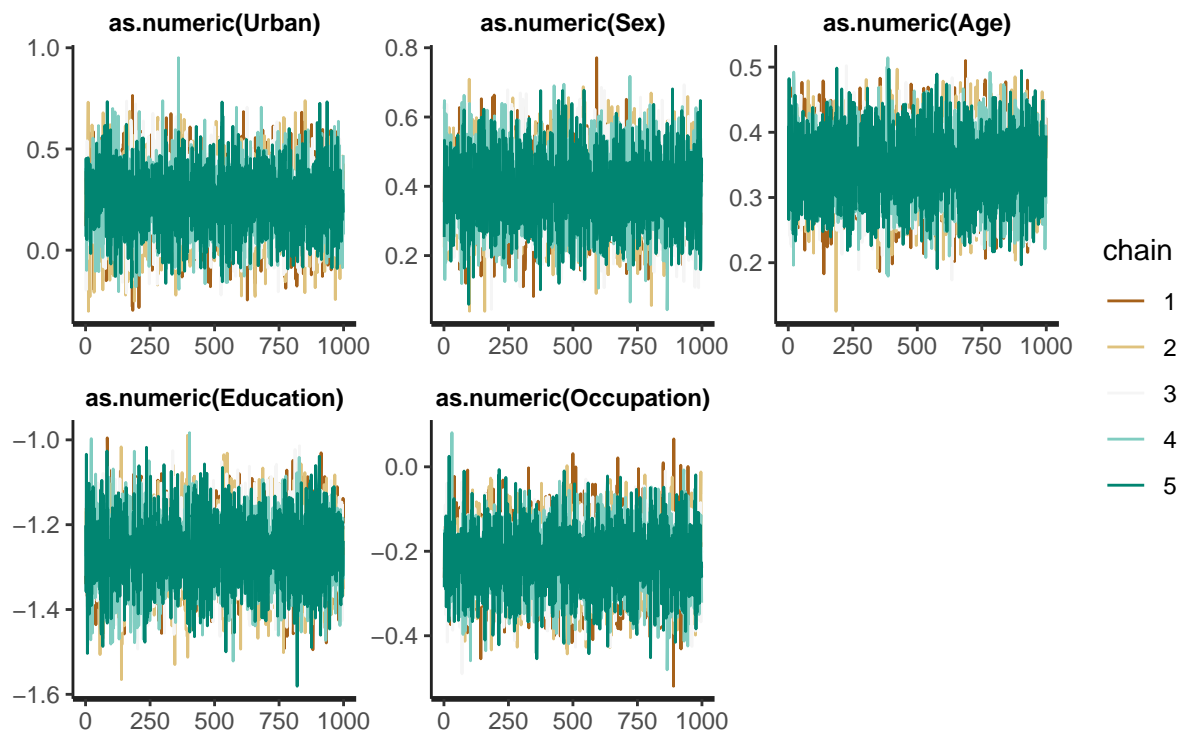 as.numeric(Urban)
1.0
0.5
0.0
0 250 500 750 1000
as.numeric(Sex)
0.8
0.6
0.4
0.2
0 250 500 750 1000
as.numeric(Age)
0.5
0.4
0.3
0.2
0 250 500 750 1000
as.numeric(Education)
−1.0
−1.2
−1.4
−1.6
0 250 500 750 1000
as.numeric(Occupation)
0.0
−0.2
−0.4
0 250 500 750 1000
chain
1
2
3
4
5